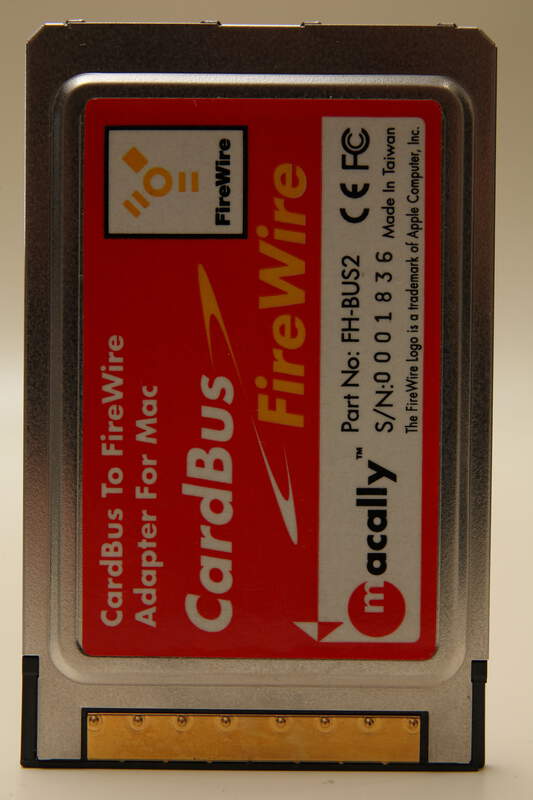 CardBus To FireWire
Adapter For Mac
FireWire
CardBus
FireWire
macally™
Part No: FH-BUS2
CE FC
S/N:0001836 Made In Taiwan
The FireWire Logo is a trademark of Apple Computer, Inc.